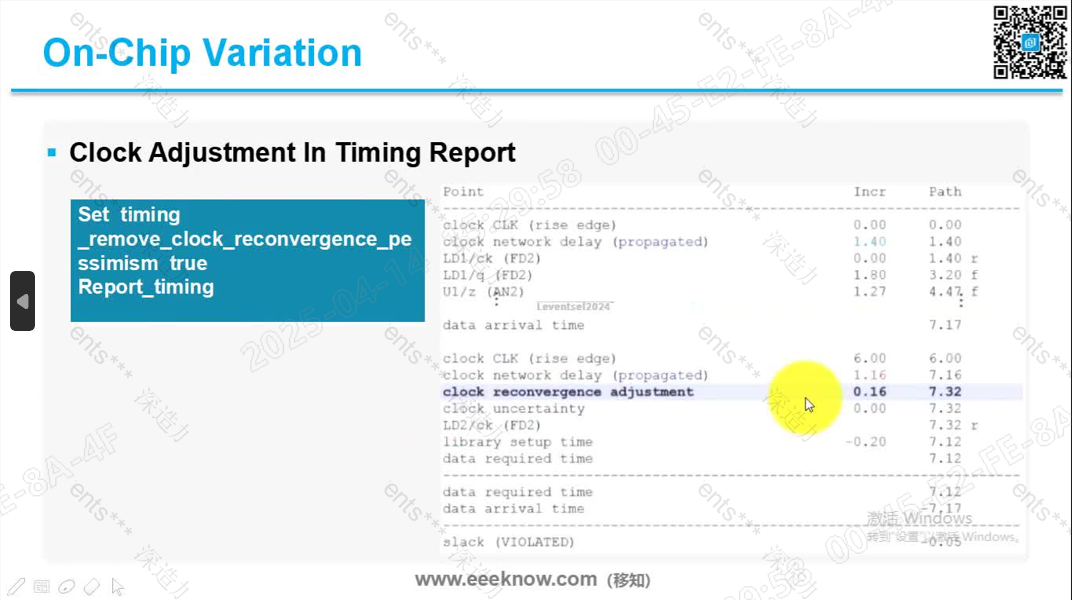 On-Chip Variation
Clock Adjustment In Timing Report
Set timing
_remove_clock_reconvergence_pe
ssimism true
Report_timing
Point Incr Path
clock CLK (rise edge) 0.00 0.00
clock network delay (propagated) 1.40 1.40
LD1/ck (FD2) 0.00 1.40 r
LD1/q (FD2) 1.80 3.20 f
U1/z (AN2) 1.27 4.47 f
Leventsel2024
data arrival time 7.17
clock CLK (rise edge) 6.00 6.00
clock network delay (propagated) 1.16 7.16
clock reconvergence adjustment 0.16 7.32
clock uncertainty 0.00 7.32
LD2/ck (FD2) 7.32 r
library setup time -0.20 7.12
data required time 7.12
data required time 7.12
data arrival time -7.17
slack (VIOLATED) -0.05
激活 Windows
转到"设置"以激活 Windows。
www.eeeknow.com (移知)
ents***
深造力
2025-04-14
:29:58
00-45-E2-FE-8A-4F